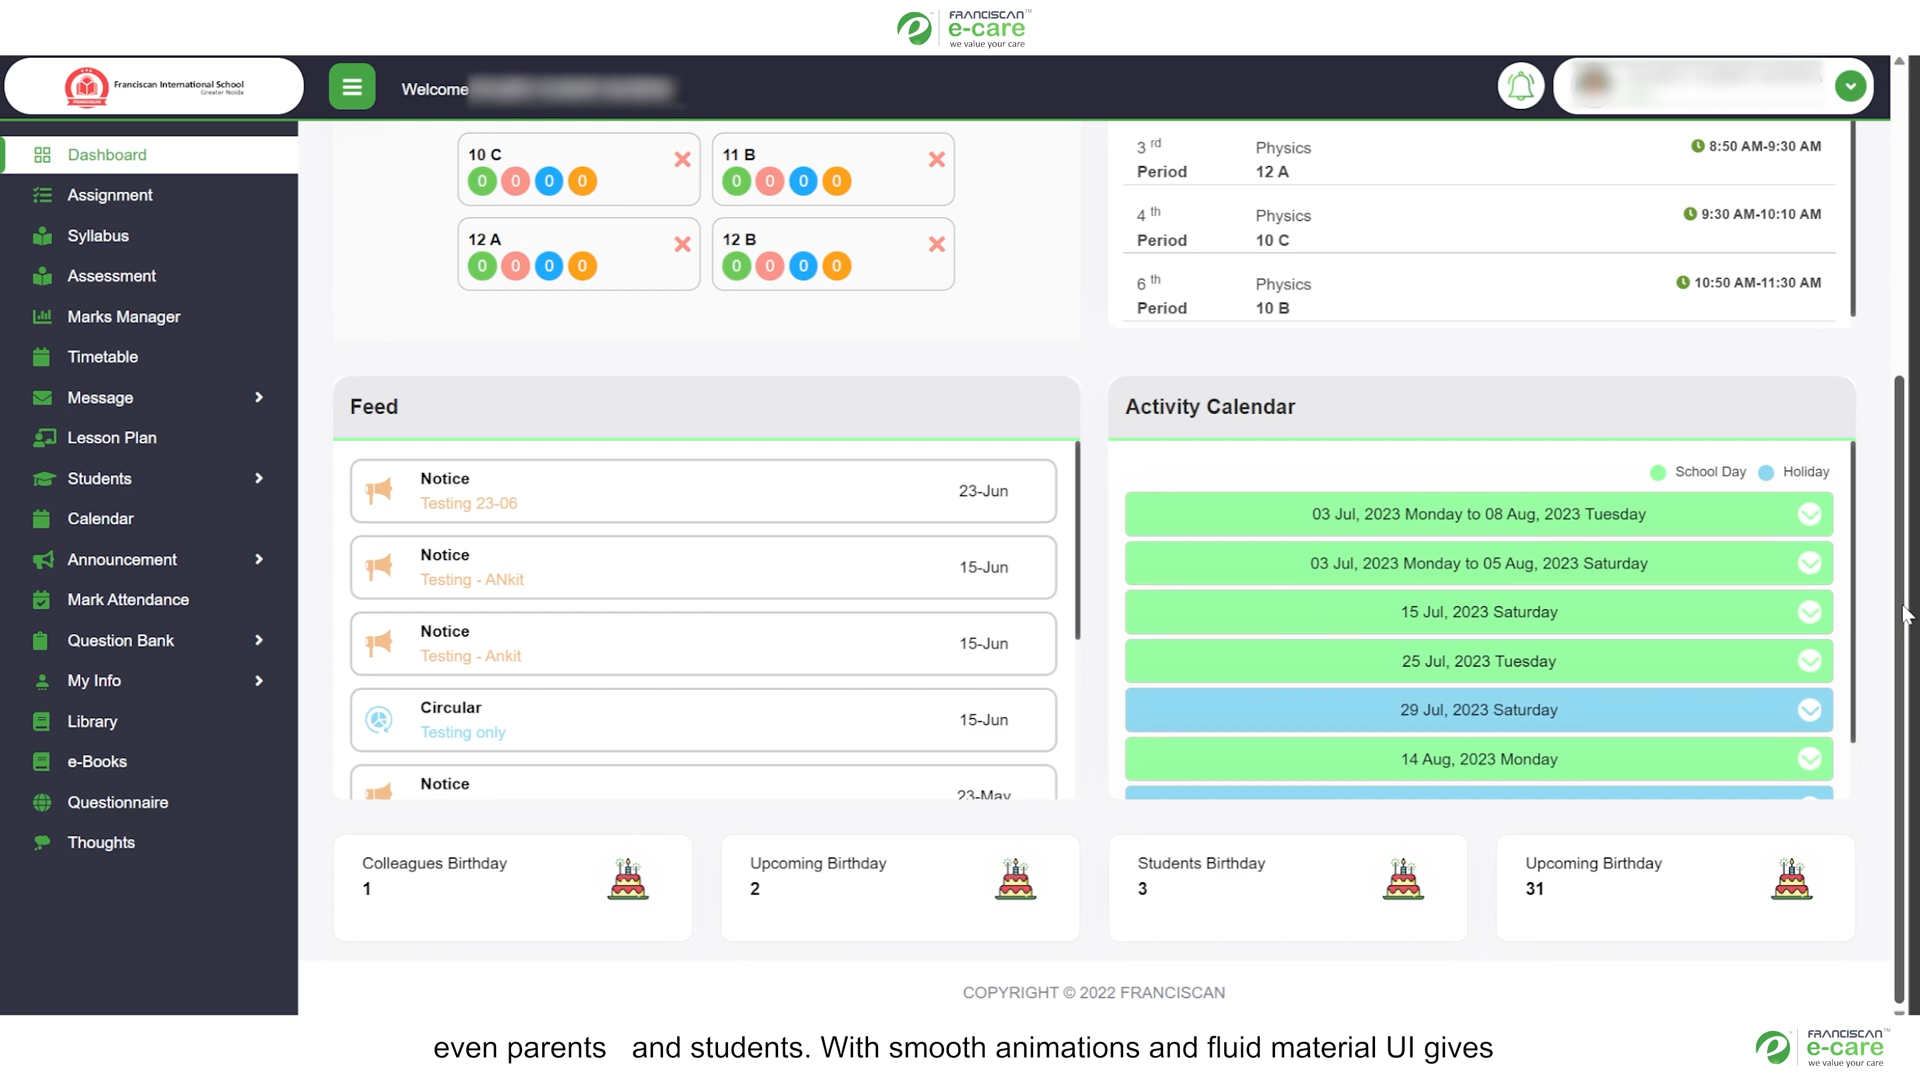 FRANCISCAN™
e-care
we value your care
Franciscan International School
Greater Noida
Welcome
Dashboard
Assignment
Syllabus
Assessment
Marks Manager
Timetable
Message
Lesson Plan
Students
Calendar
Announcement
Mark Attendance
Question Bank
My Info
Library
e-Books
Questionnaire
Thoughts
10 C
0 0 0 0
11 B
0 0 0 0
12 A
0 0 0 0
12 B
0 0 0 0
3 rd Physics 8:50 AM-9:30 AM
Period 12 A
4 th Physics 9:30 AM-10:10 AM
Period 10 C
6 th Physics 10:50 AM-11:30 AM
Period 10 B
Feed
Notice
Testing 23-06
23-Jun
Notice
Testing - ANkit
15-Jun
Notice
Testing - Ankit
15-Jun
Circular
Testing only
15-Jun
Notice
23-May
Activity Calendar
School Day Holiday
03 Jul, 2023 Monday to 08 Aug, 2023 Tuesday
03 Jul, 2023 Monday to 05 Aug, 2023 Saturday
15 Jul, 2023 Saturday
25 Jul, 2023 Tuesday
29 Jul, 2023 Saturday
14 Aug, 2023 Monday
Colleagues Birthday
1
Upcoming Birthday
2
Students Birthday
3
Upcoming Birthday
31
COPYRIGHT © 2022 FRANCISCAN
even parents and students. With smooth animations and fluid material UI gives
FRANCISCAN™
e-care
we value your care